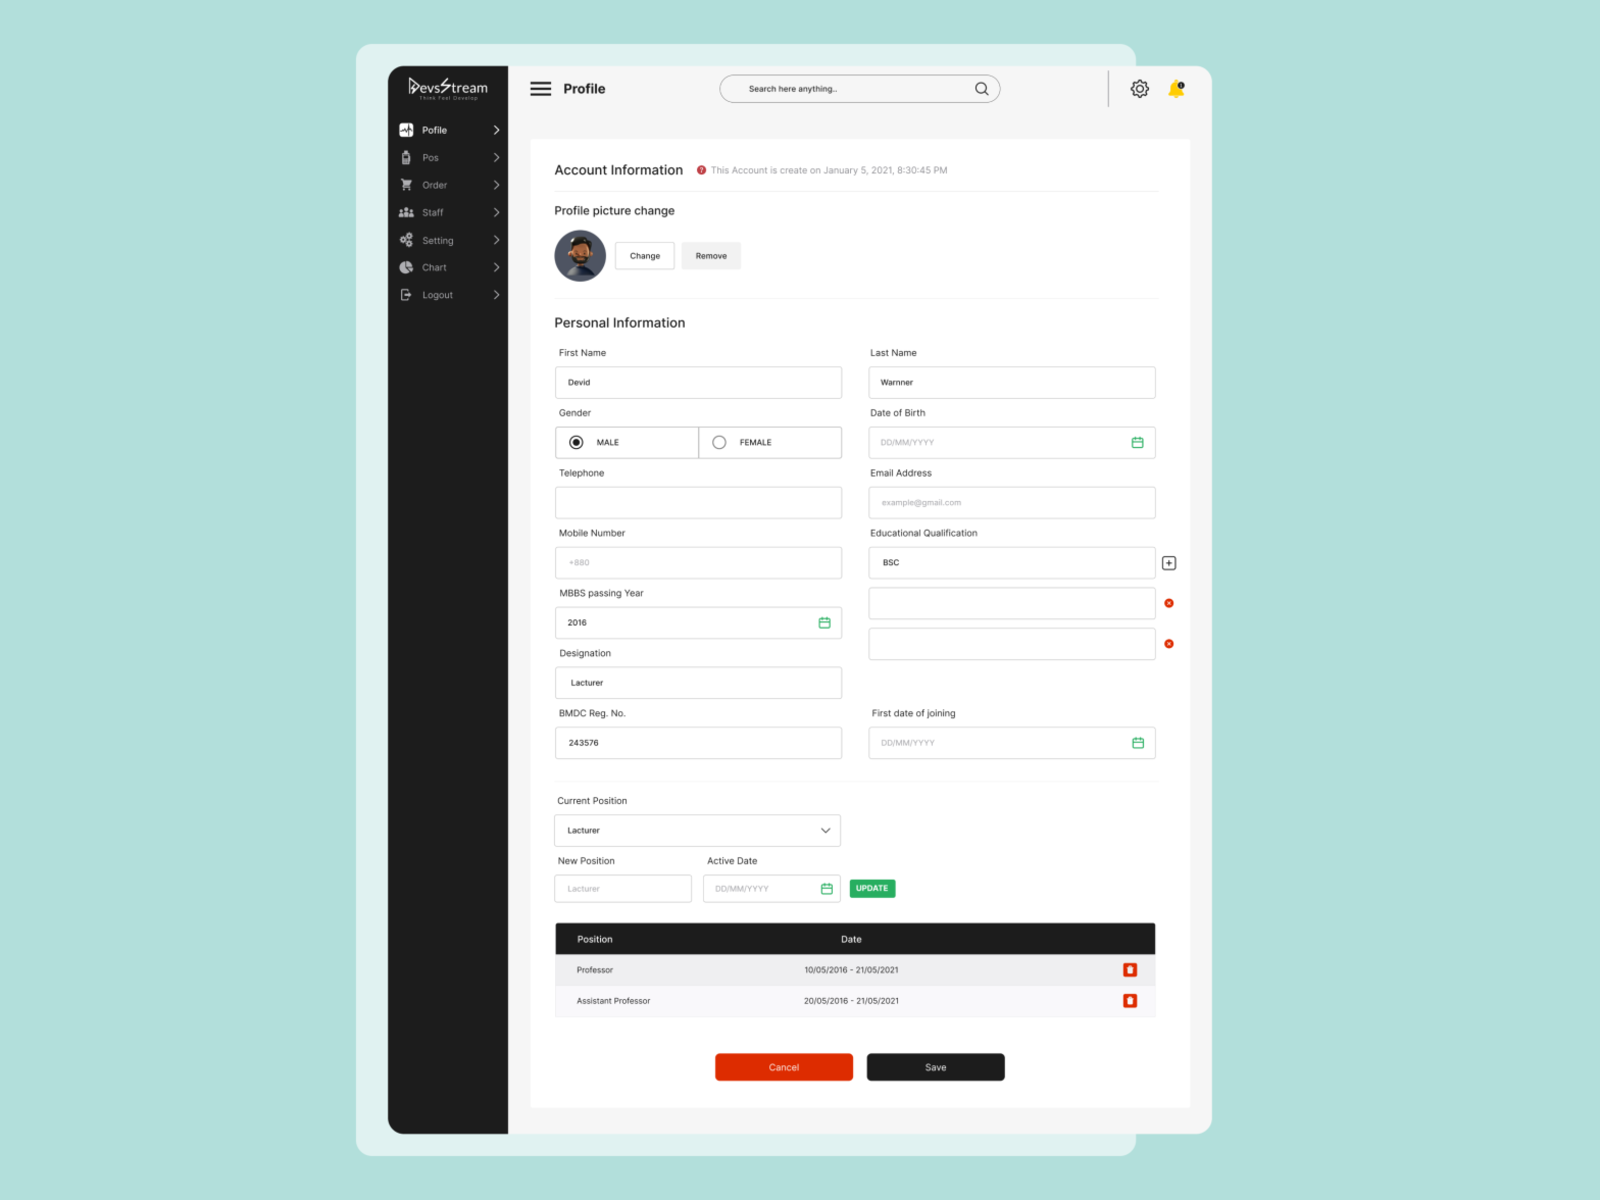 DevsStream
Think Fuel Develop
Profile
Search here anything..
1
Pofile
Pos
Order
Staff
Setting
Chart
Logout
Account Information
? This Account is create on January 5, 2021, 8:30:45 PM
Profile picture change
Change
Remove
Personal Information
First Name
Last Name
Devid
Warnner
Gender
Date of Birth
MALE
FEMALE
DD/MM/YYYY
Telephone
Email Address
example@gmail.com
Mobile Number
Educational Qualification
+880
BSC
MBBS passing Year
2016
Designation
Lacturer
BMDC Reg. No.
First date of joining
243576
DD/MM/YYYY
Current Position
Lacturer
New Position
Active Date
Lacturer
DD/MM/YYYY
UPDATE
Position
Date
Professor
10/05/2016 - 21/05/2021
Assistant Professor
20/05/2016 - 21/05/2021
Cancel
Save